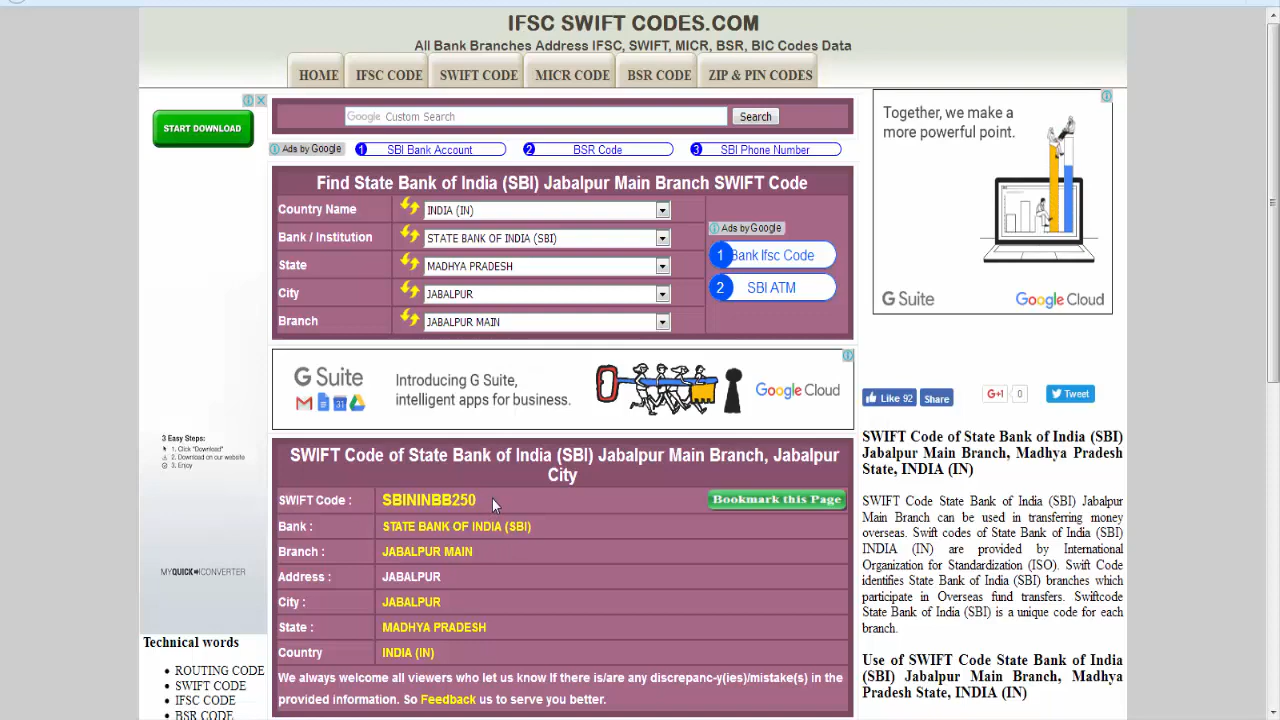 IFSC SWIFT CODES.COM
All Bank Branches Address IFSC, SWIFT, MICR, BSR, BIC Codes Data
HOME IFSC CODE SWIFT CODE MICR CODE BSR CODE ZIP & PIN CODES
START DOWNLOAD
Google Custom Search Search
Ads by Google 1 SBI Bank Account 2 BSR Code 3 SBI Phone Number
Find State Bank of India (SBI) Jabalpur Main Branch SWIFT Code
Country Name INDIA (IN)
Bank / Institution STATE BANK OF INDIA (SBI)
State MADHYA PRADESH
City JABALPUR
Branch JABALPUR MAIN
Ads by Google
1 Bank Ifsc Code
2 SBI ATM
Together, we make a
more powerful point.
G Suite Google Cloud
G Suite
Introducing G Suite,
intelligent apps for business.
Google Cloud
Like 92 Share G+1 0 Tweet
3 Easy Steps:
1. Click "Download"
2. Download on our website
3. Enjoy
MYQUICKCONVERTER
SWIFT Code of State Bank of India (SBI) Jabalpur Main Branch, Jabalpur
City
SWIFT Code : SBININBB250 Bookmark this Page
Bank : STATE BANK OF INDIA (SBI)
Branch : JABALPUR MAIN
Address : JABALPUR
City : JABALPUR
State : MADHYA PRADESH
Country INDIA (IN)
We always welcome all viewers who let us know If there is/are any discrepanc-y(ies)/mistake(s) in the
provided information. So Feedback us to serve you better.
SWIFT Code of State Bank of India (SBI)
Jabalpur Main Branch, Madhya Pradesh
State, INDIA (IN)
SWIFT Code State Bank of India (SBI) Jabalpur
Main Branch can be used in transferring money
overseas. Swift codes of State Bank of India (SBI)
INDIA (IN) are provided by International
Organization for Standardization (ISO). Swift Code
identifies State Bank of India (SBI) branches which
participate in Overseas fund transfers. Swiftcode
State Bank of India (SBI) is a unique code for each
branch.
Use of SWIFT Code State Bank of India
(SBI) Jabalpur Main Branch, Madhya
Pradesh State, INDIA (IN)
Technical words
ROUTING CODE
SWIFT CODE
IFSC CODE
BSR CODE